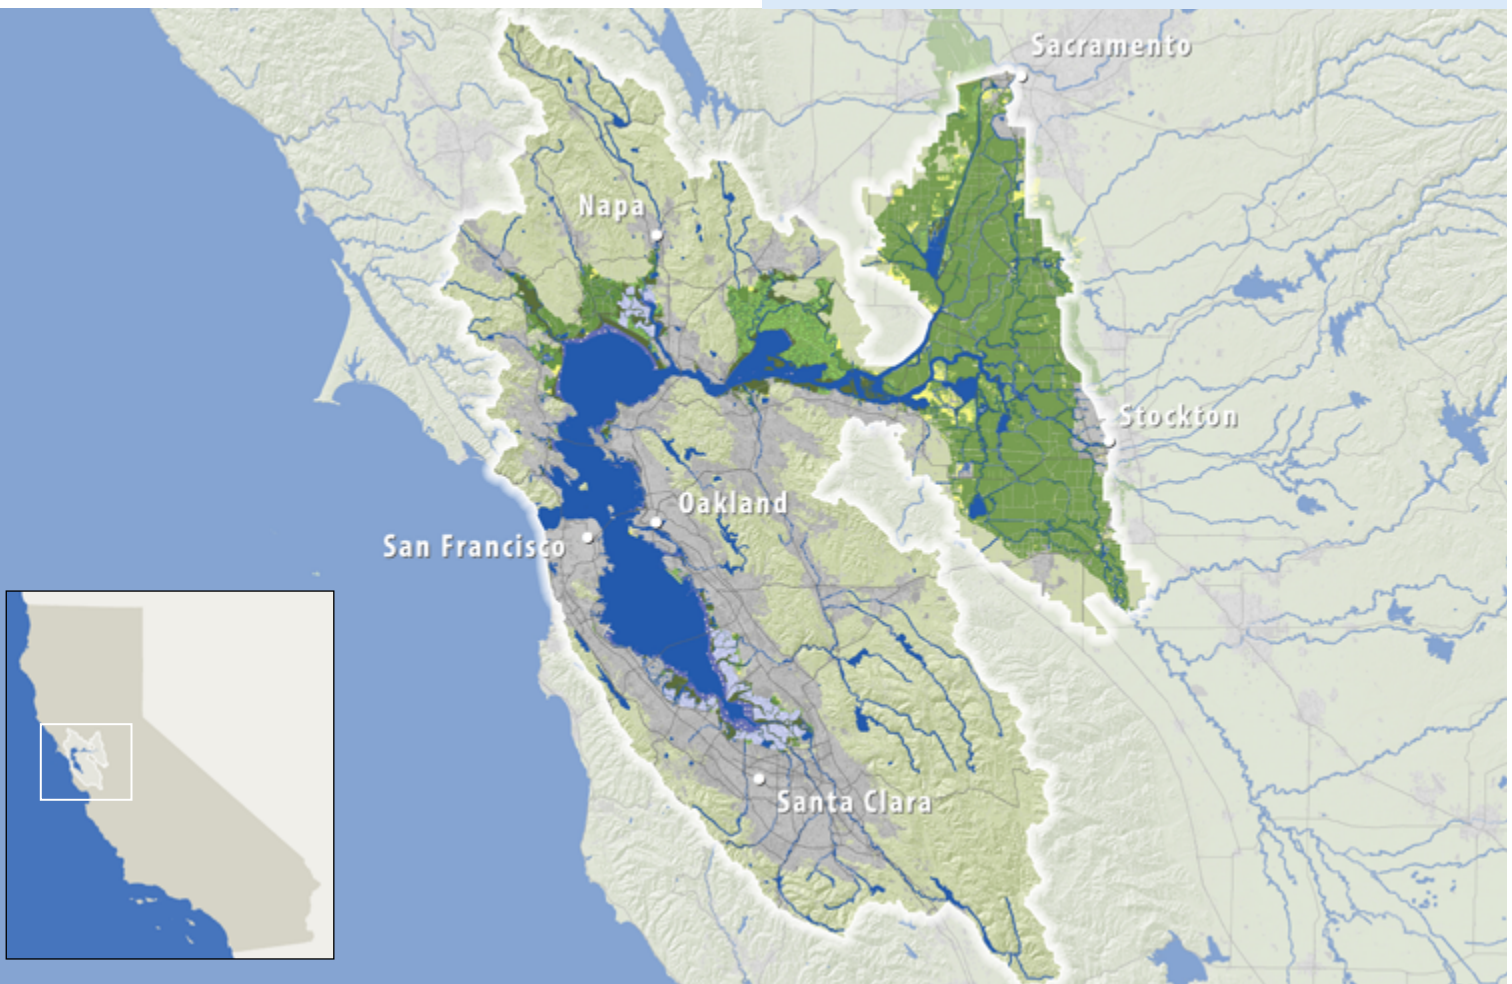 Sacramento
Napa
Stockton
Oakland
San Francisco
Santa Clara